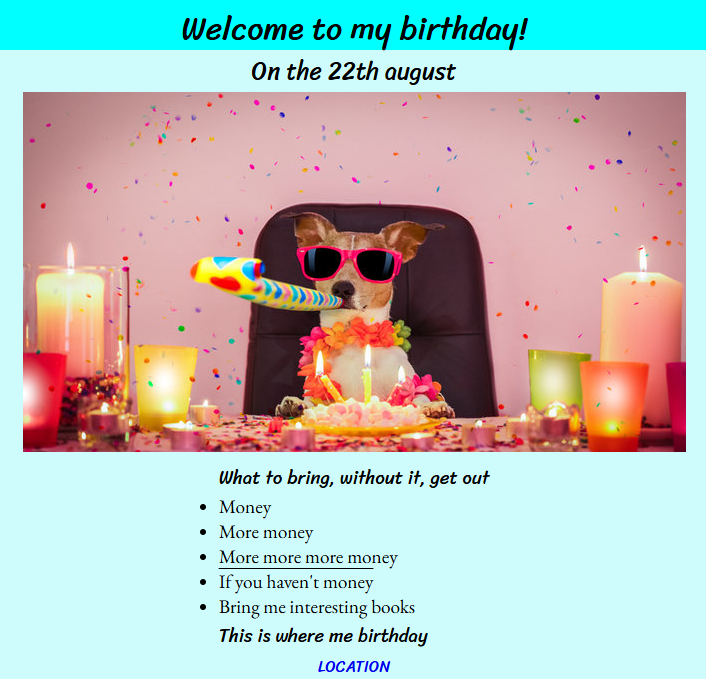 Welcome to my birthday!
On the 22th august
What to bring, without it, get out
Money
More money
More more more money
If you haven't money
Bring me interesting books
This is where me birthday
LOCATION